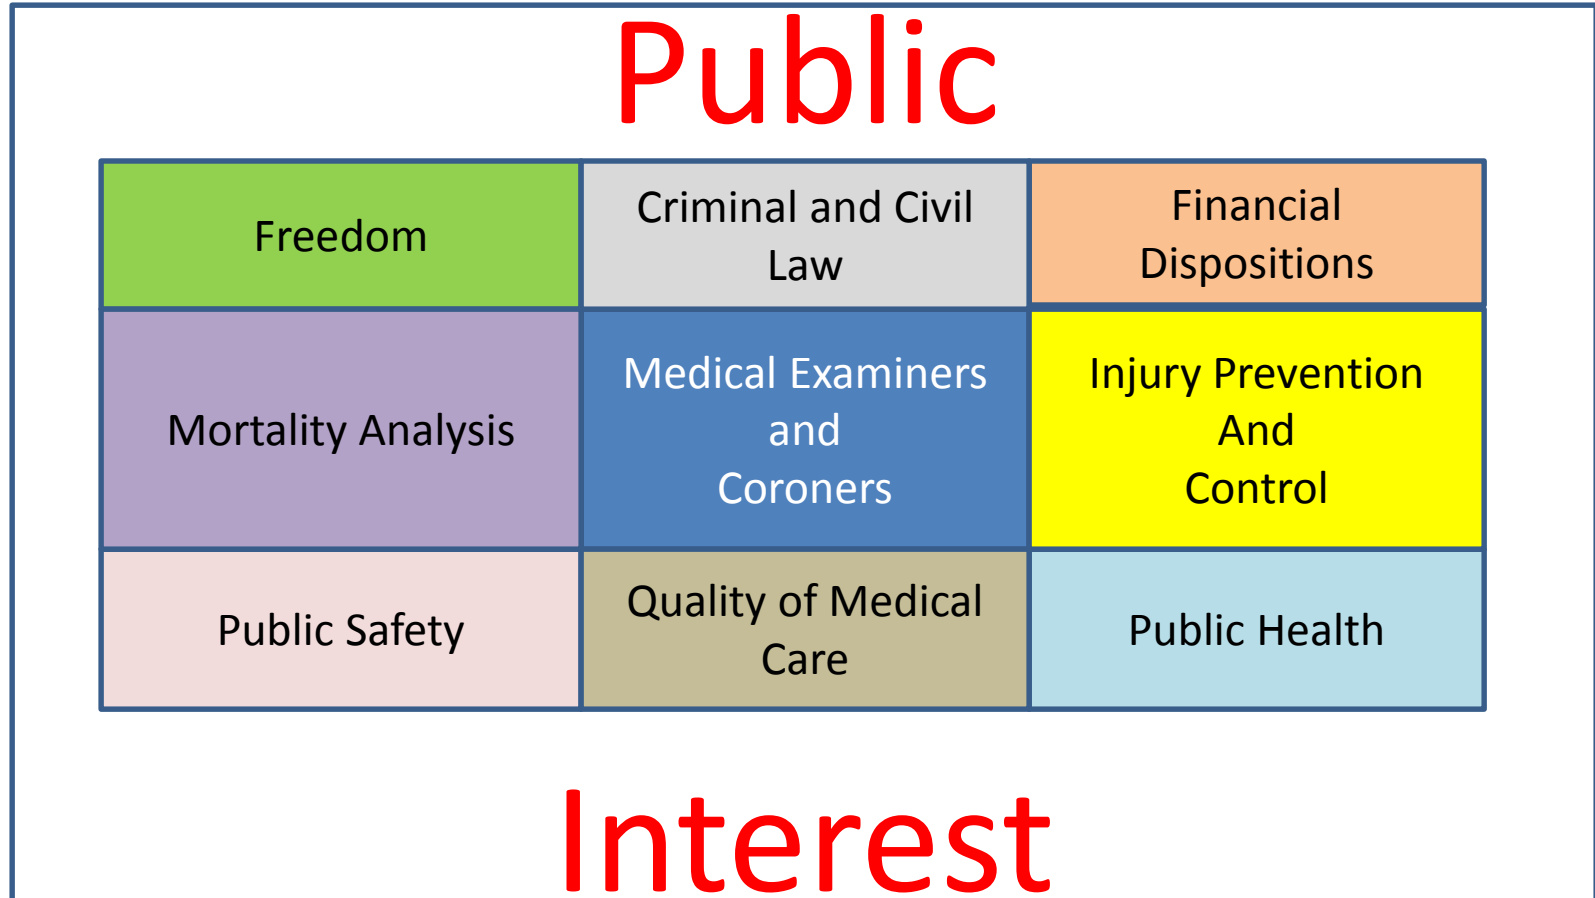 Public
Freedom
Criminal and Civil
Law
Financial
Dispositions
Mortality Analysis
Medical Examiners
and
Coroners
Injury Prevention
And
Control
Public Safety
Quality of Medical
Care
Public Health
Interest